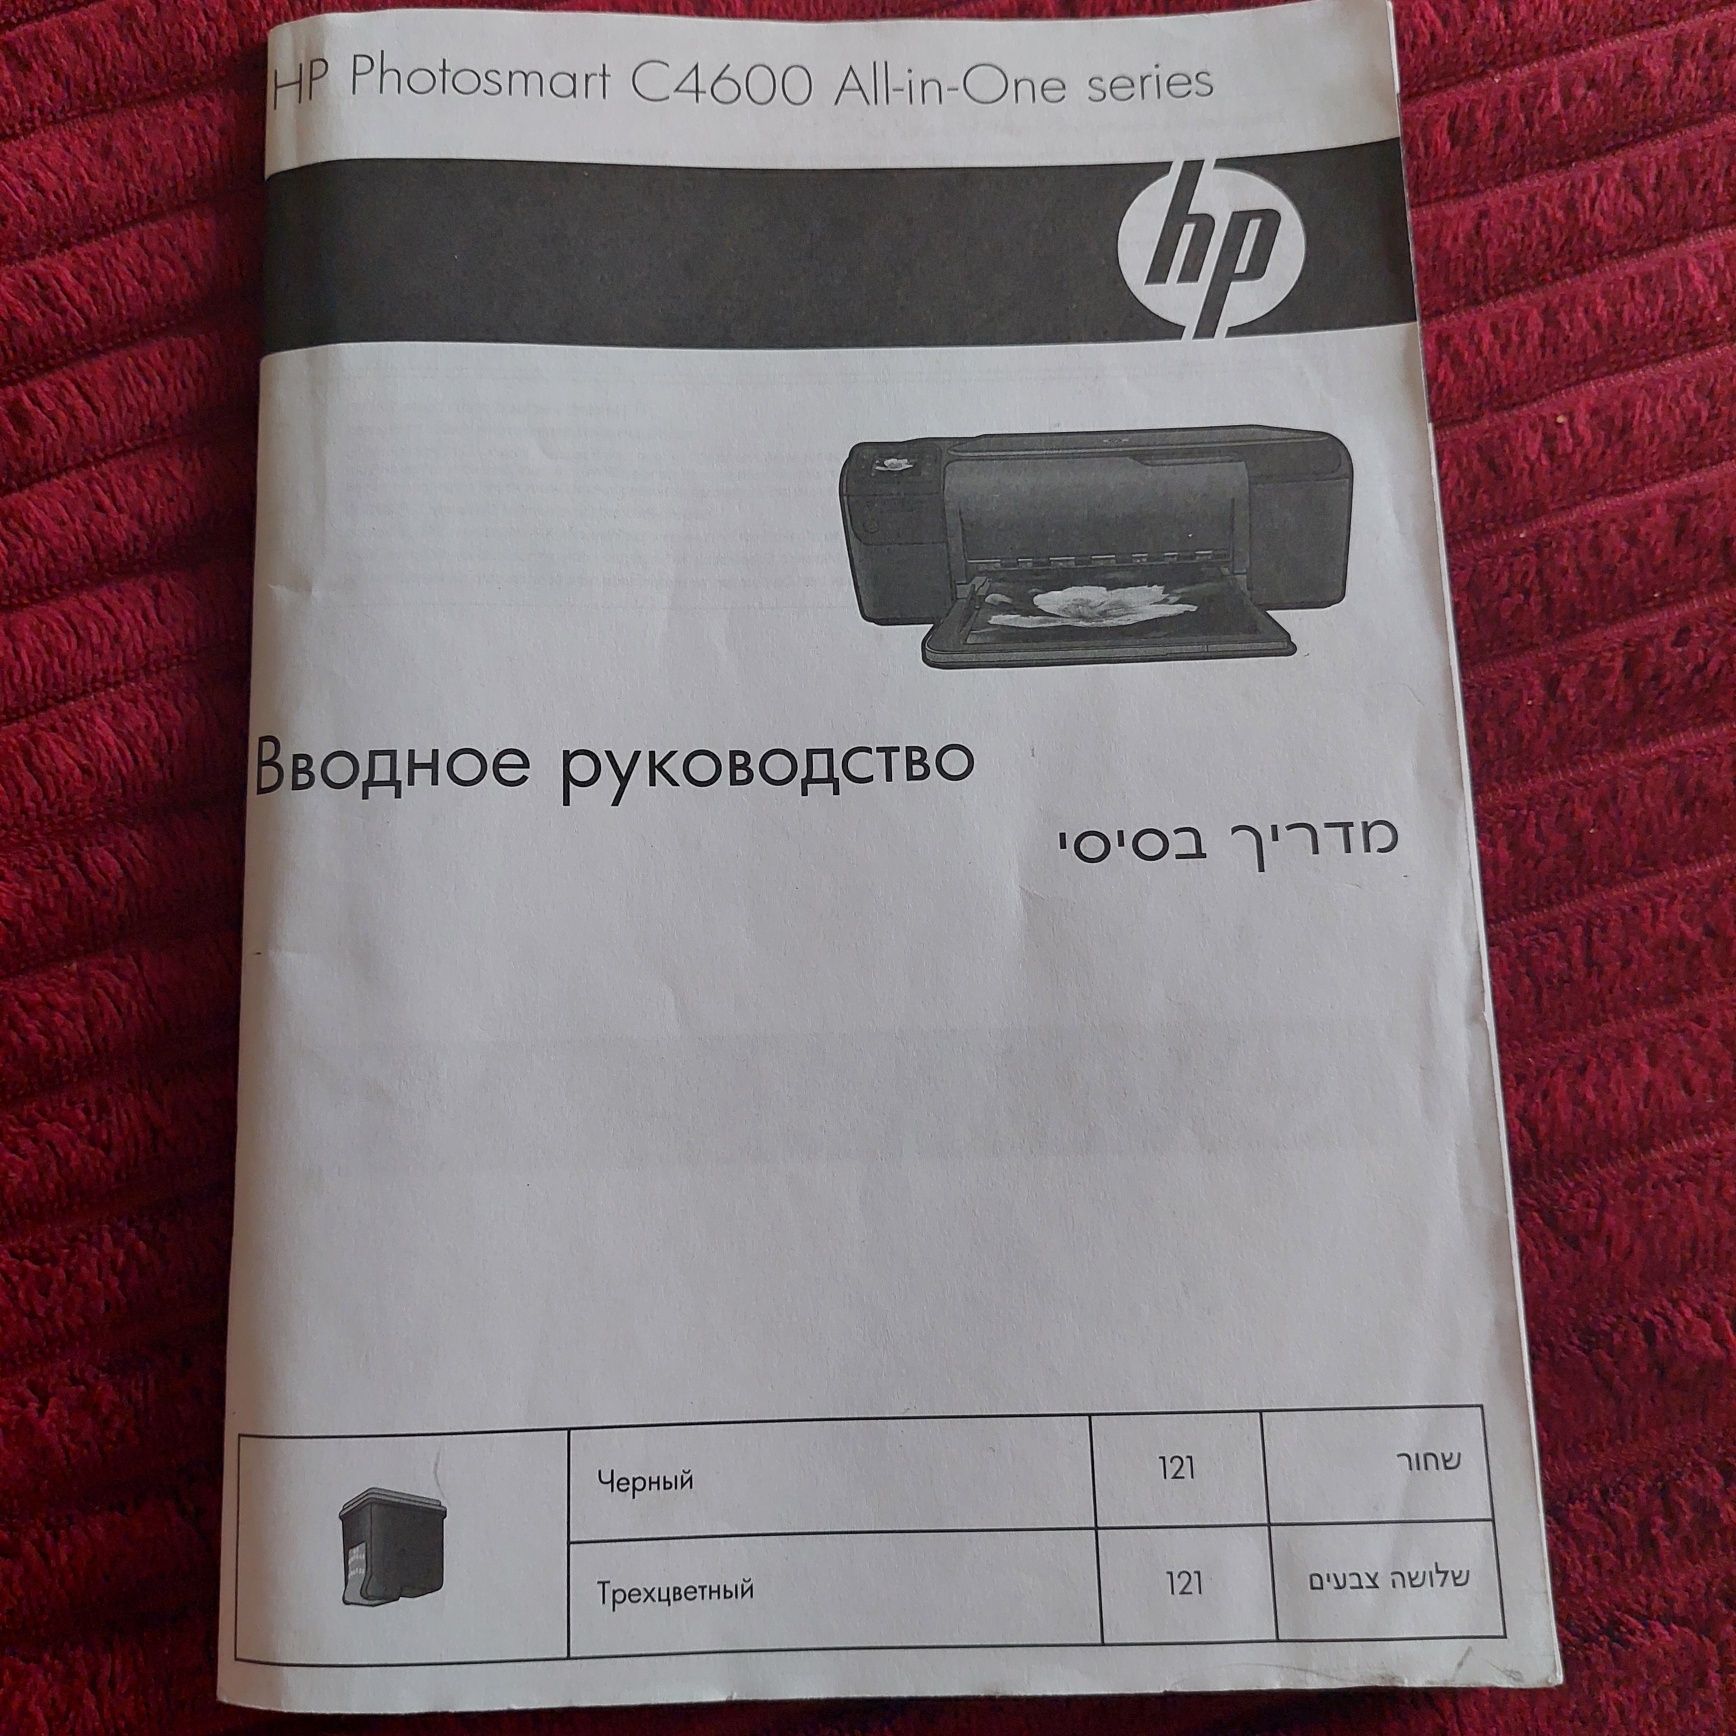 HP Photosmart C4600 All-in-One series
hp
Вводное руководство
מדריך בסיסי
Черный 121 שחור
Трехцветный 121 שלושה צבעים